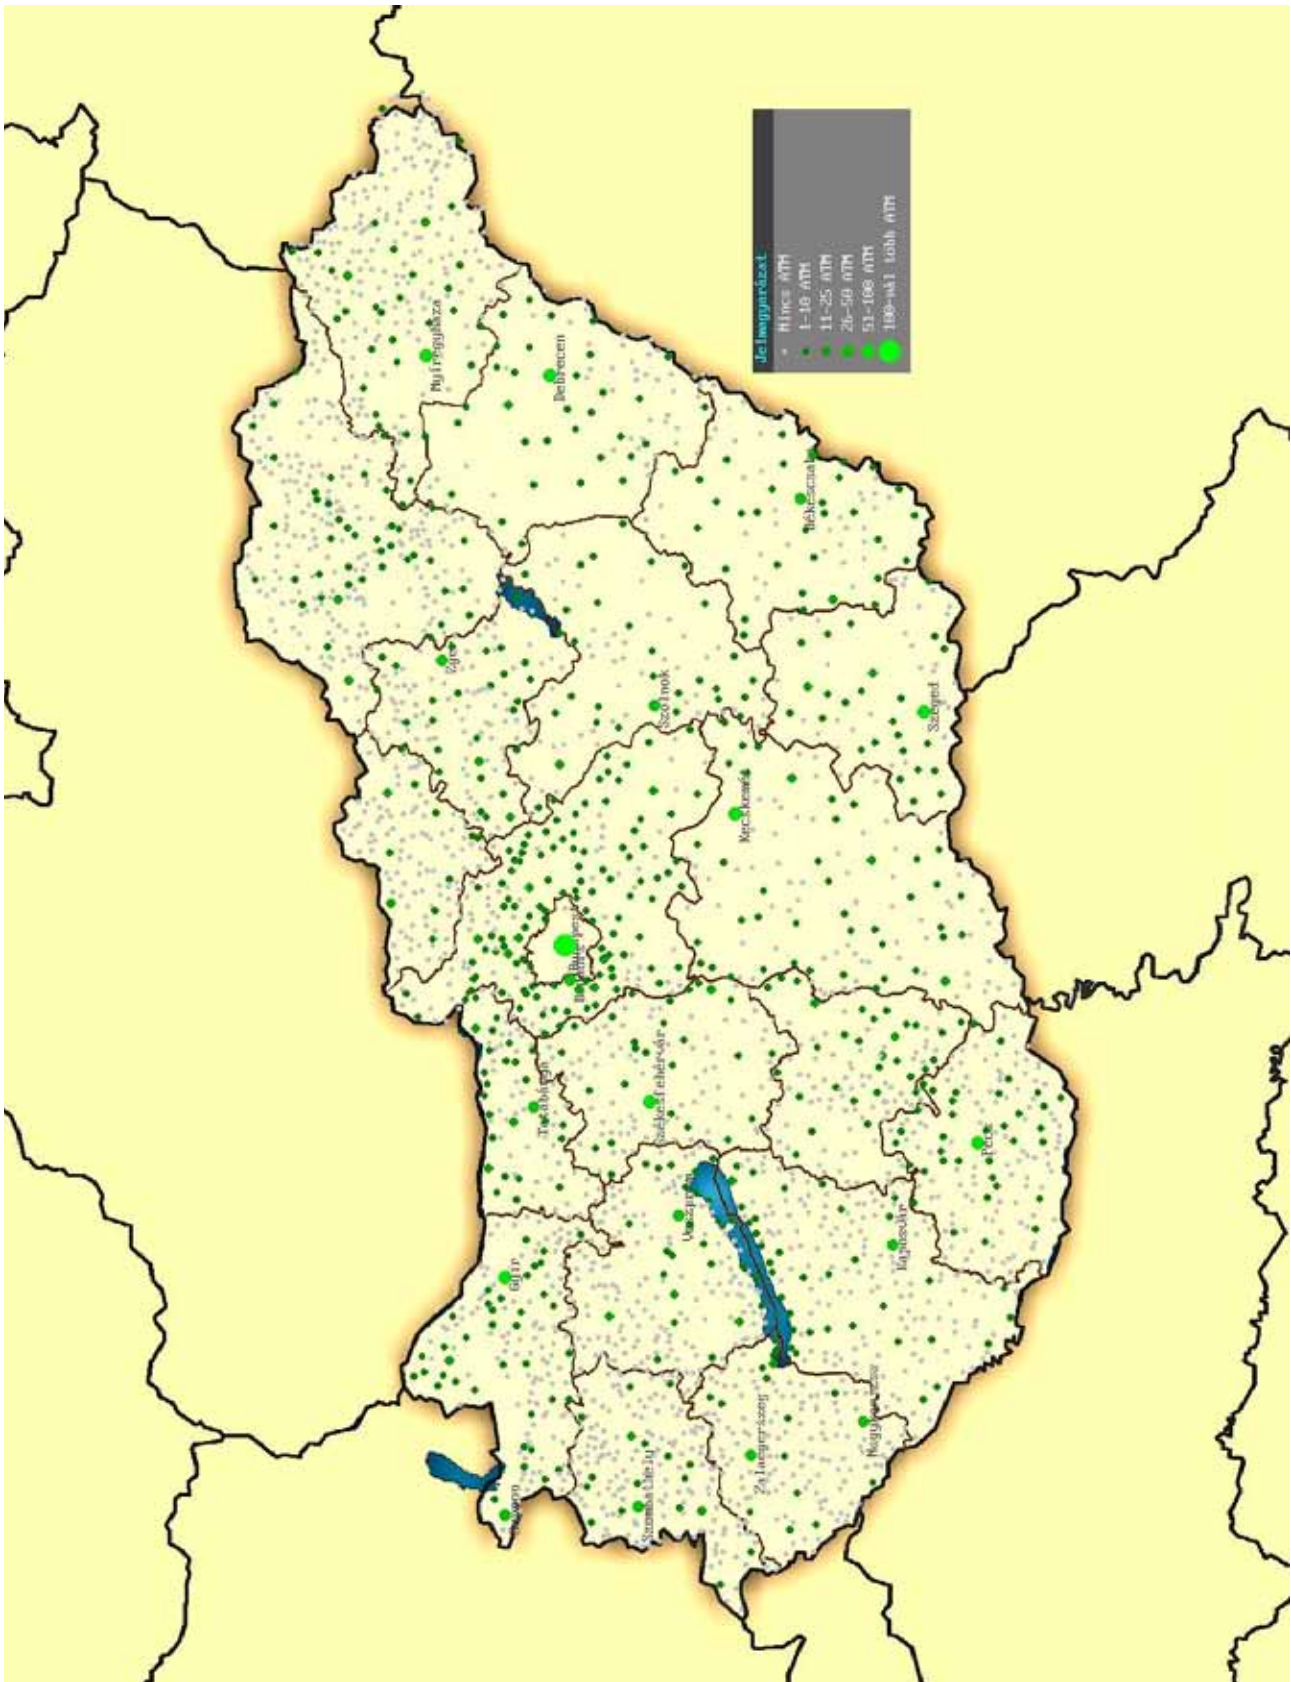 Jelmagyarázat
Nincs ATM
1-10 ATM
11-25 ATM
26-50 ATM
51-100 ATM
100-nál több ATM
Nyíregyháza
Debrecen
Békéscsaba
Eger
Szolnok
Szeged
Kecskemét
Tatabánya
Székesfehérvár
Pécs
Győr
Veszprém
Kaposvár
Zalaegerszeg
Szombathely